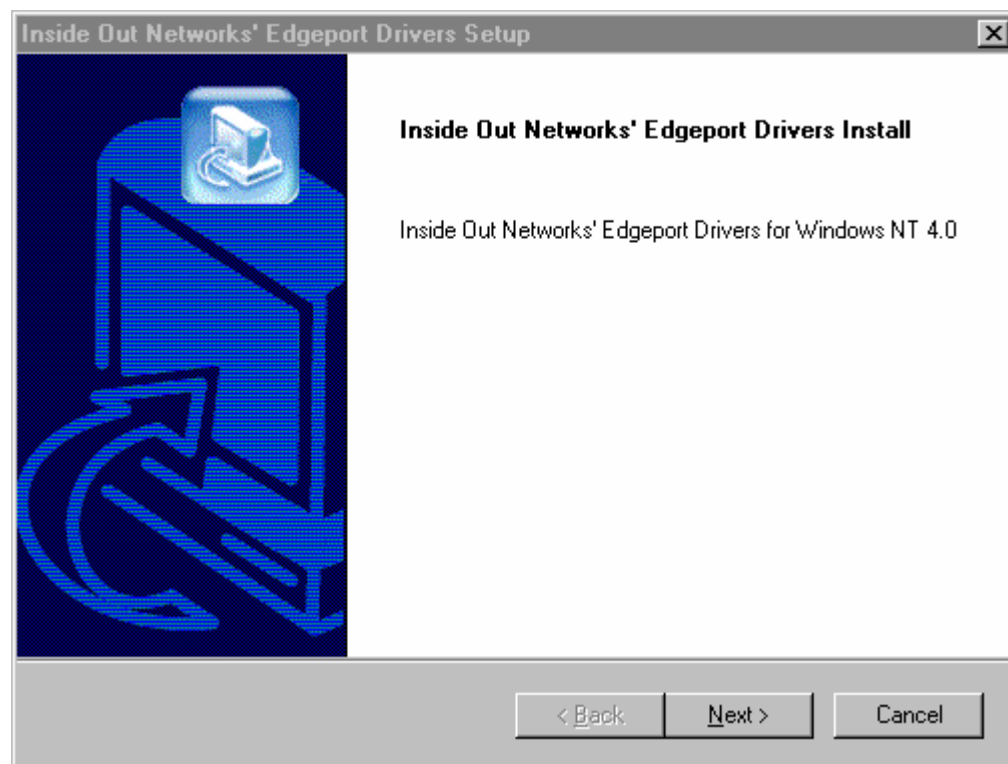 Inside Out Networks' Edgeport Drivers Setup
Inside Out Networks' Edgeport Drivers Install
Inside Out Networks' Edgeport Drivers for Windows NT 4.0
< Back
Next >
Cancel